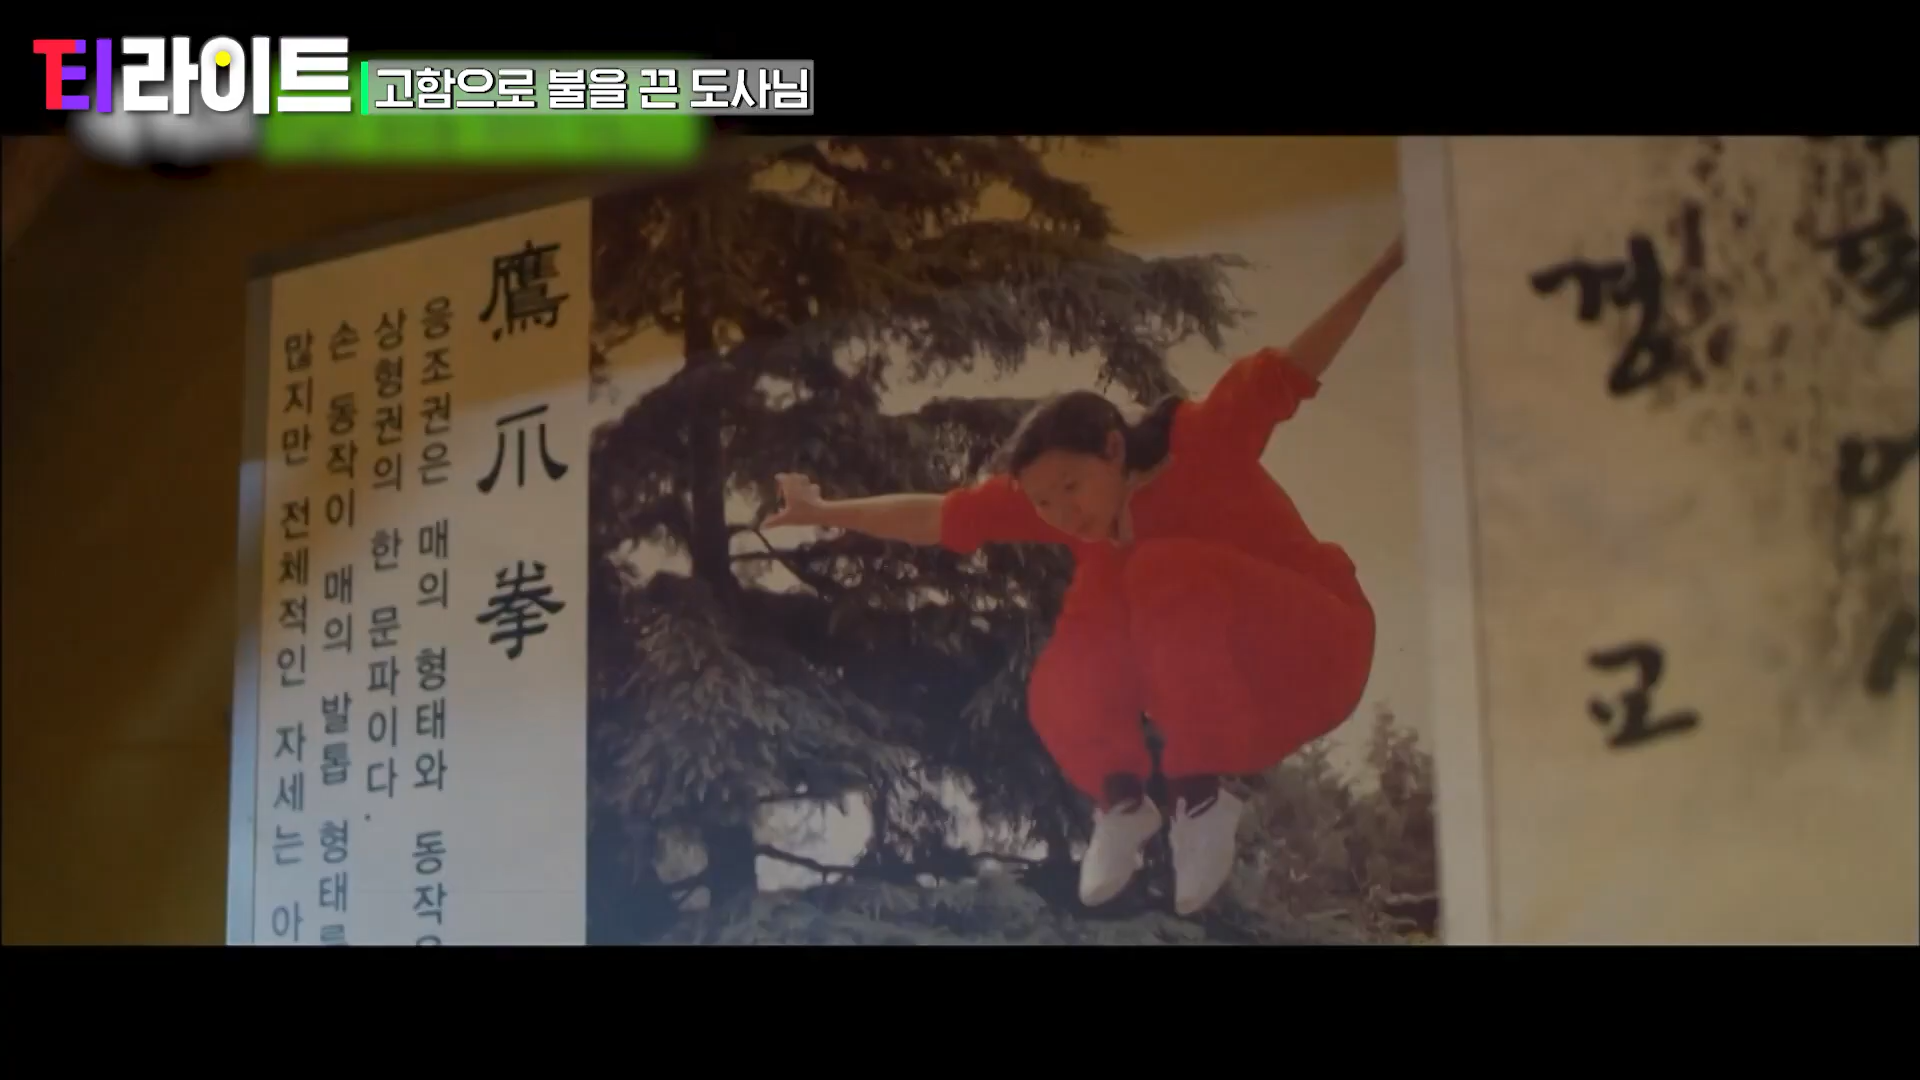 티라이트
고함으로 불을 끈 도사님
鷹爪拳
응조권은 매의 형태와 동작
상형권의 한 문파이다.
손 동작이 매의 발톱 형태
많지만 전체적인 자세는 아
경
교